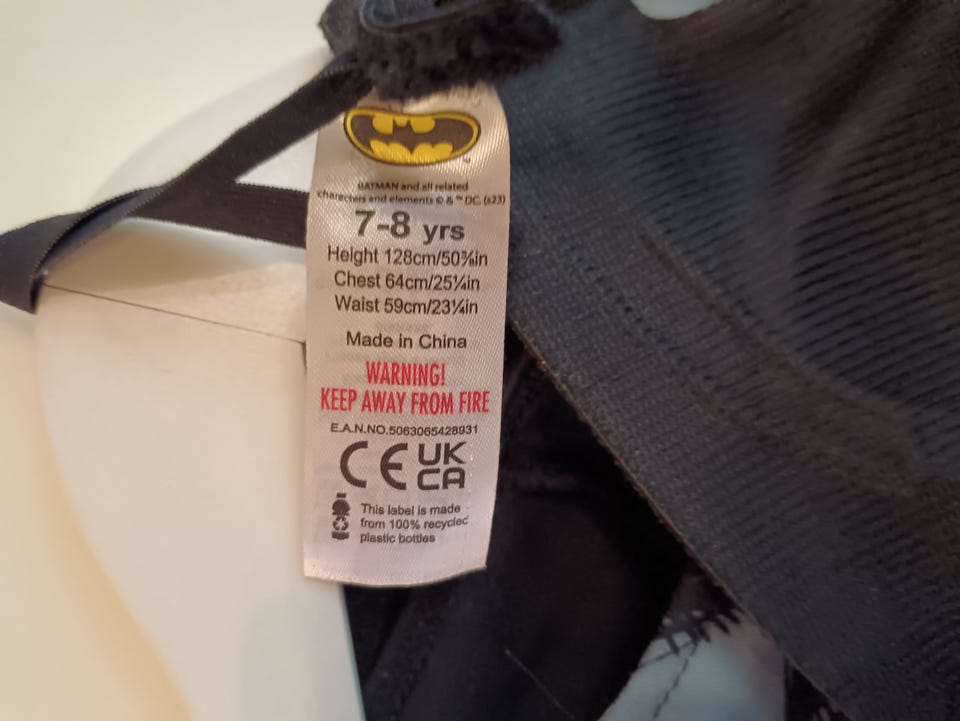 BATMAN and all related
characters and elements © & ™ DC. (s23)
7-8 yrs
Height 128cm/50⅜in
Chest 64cm/25¼in
Waist 59cm/23¼in
Made in China
WARNING!
KEEP AWAY FROM FIRE
E.A.N.NO.5063065428931
CE UK
CA
This label is made
from 100% recycled
plastic bottles